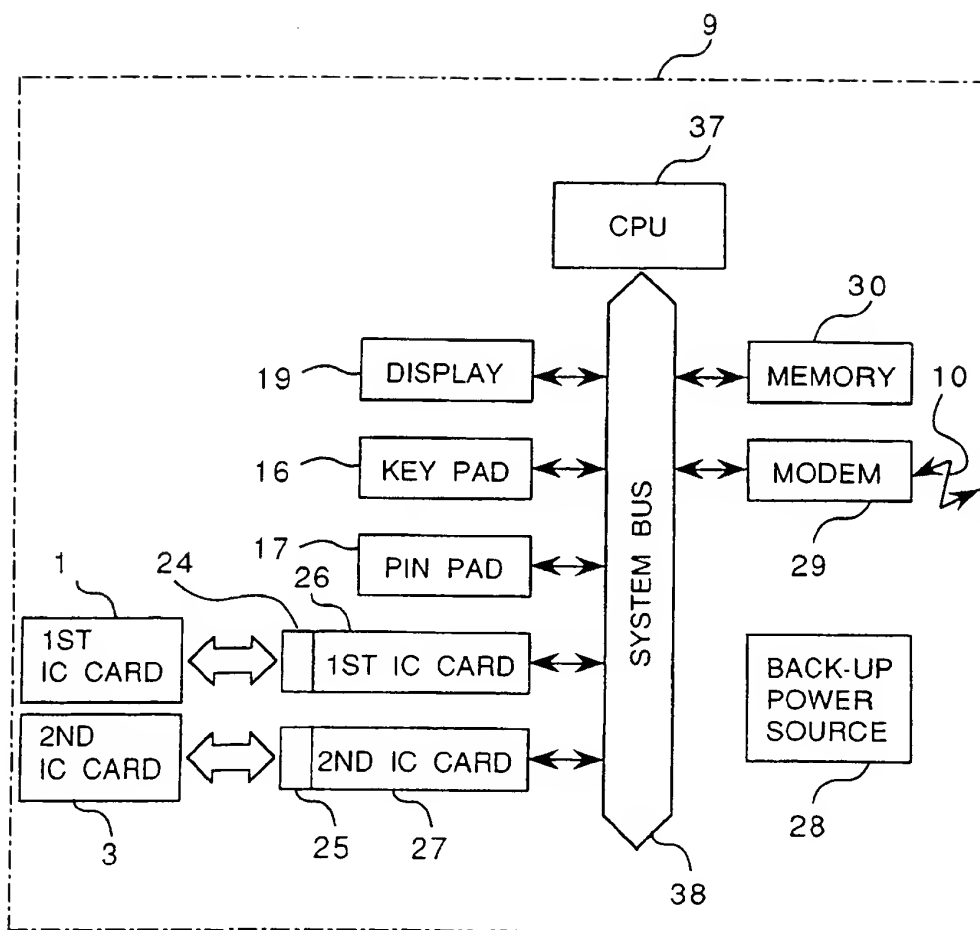 9
37
CPU
30
19
DISPLAY
MEMORY
10
16
KEY PAD
MODEM
SYSTEM BUS
17
PIN PAD
29
1
24
26
1ST
IC CARD
1ST IC CARD
BACK-UP
POWER
SOURCE
2ND
IC CARD
2ND IC CARD
3
25
27
28
38